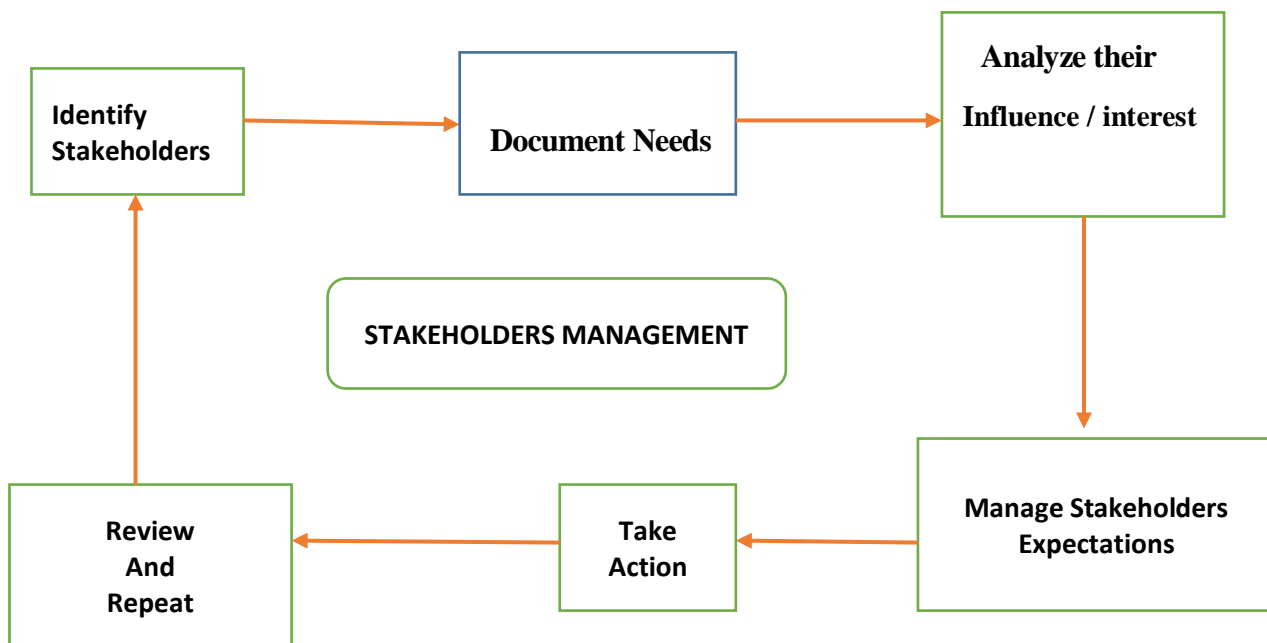 Identify
Stakeholders
Document Needs
Analyze their
Influence / interest
STAKEHOLDERS MANAGEMENT
Review
And
Repeat
Take
Action
Manage Stakeholders
Expectations